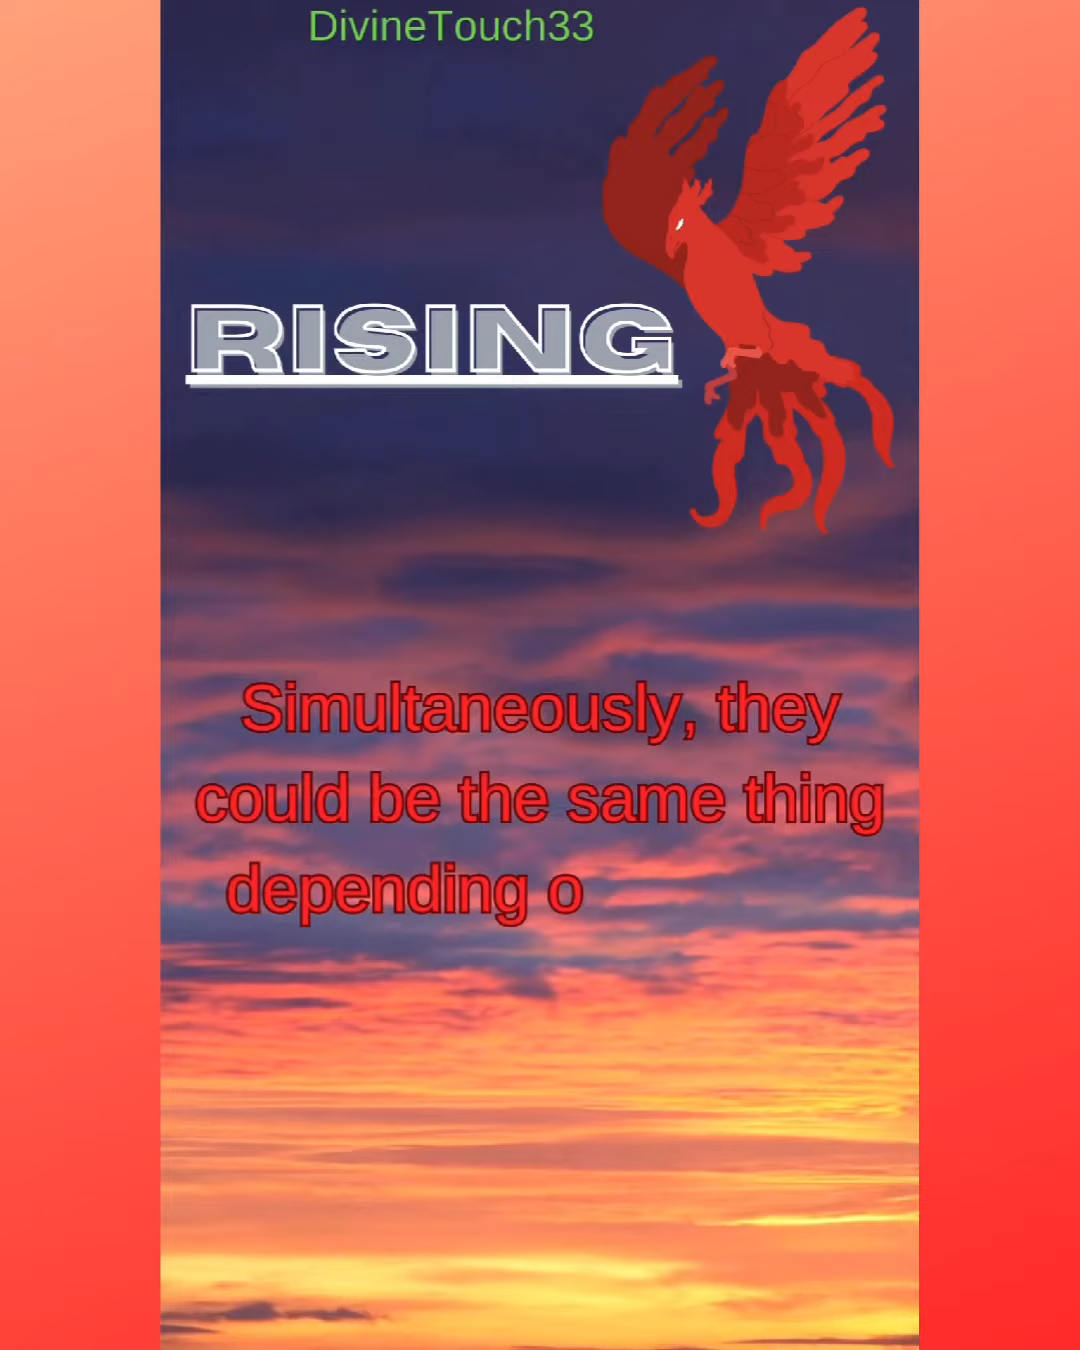 DivineTouch33
RISING
Simultaneously, they
could be the same thing
depending o